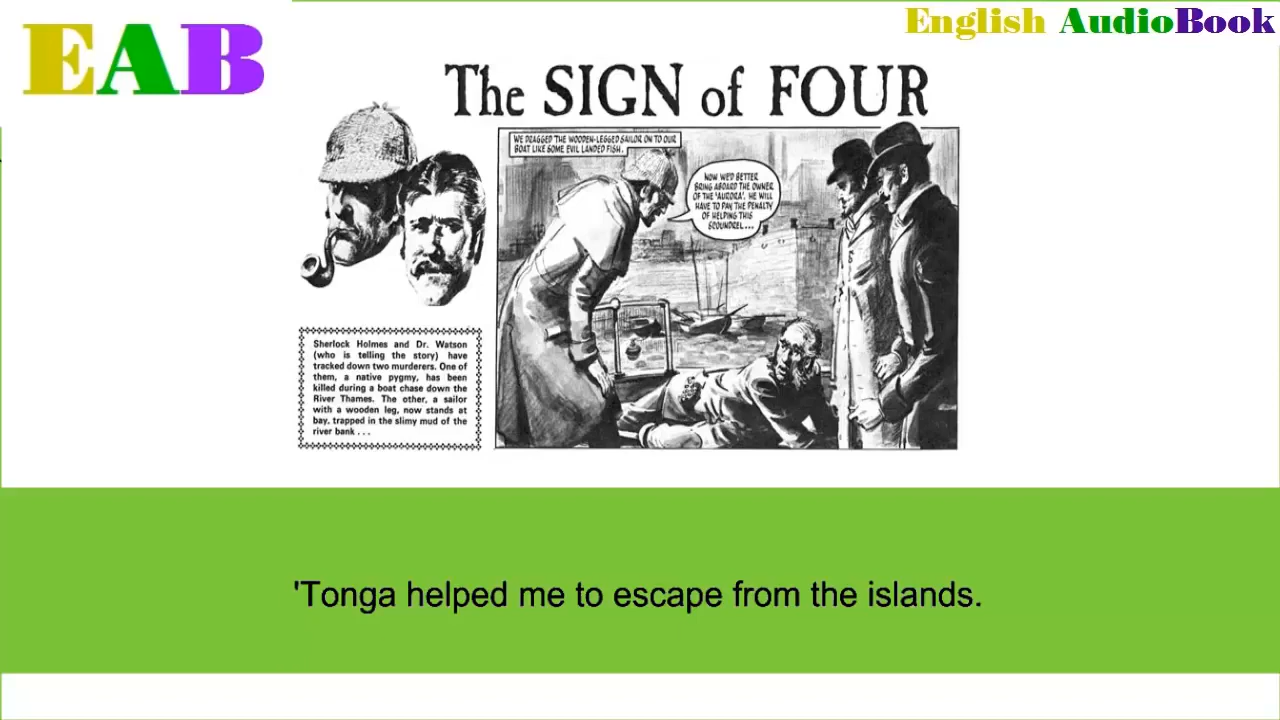 EAB
English AudioBook
The SIGN of FOUR
WE DRAGGED THE WOODEN-LEGGED SAILOR ON TO OUR
BOAT LIKE SOME EVIL LANDED FISH.
NOW WE'D BETTER
BRING ABOARD THE OWNER
OF THE 'AURORA'. HE WILL
HAVE TO PAY THE PENALTY
OF HELPING THIS
SCOUNDREL...
Sherlock Holmes and Dr. Watson
(who is telling the story) have
tracked down two murderers. One of
them, a native pygmy, has been
killed during a boat chase down the
River Thames. The other, a sailor
with a wooden leg, now stands at
bay, trapped in the slimy mud of the
river bank . . .
'Tonga helped me to escape from the islands.